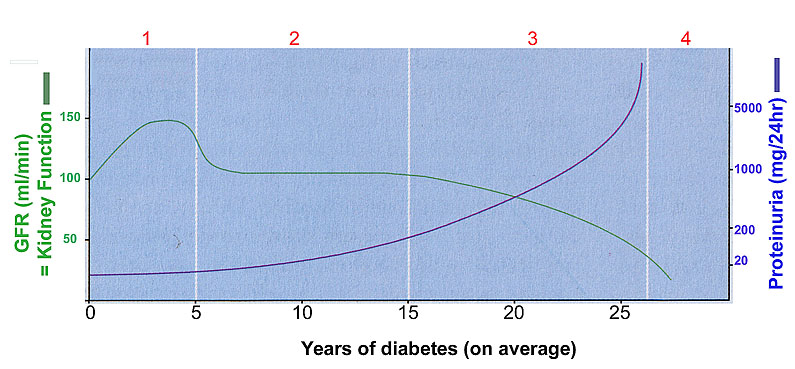 1 2 3 4
GFR (ml/min)
= Kidney Function
150
100
50
5000
1000
200
20
Proteinuria (mg/24hr)
0 5 10 15 20 25
Years of diabetes (on average)